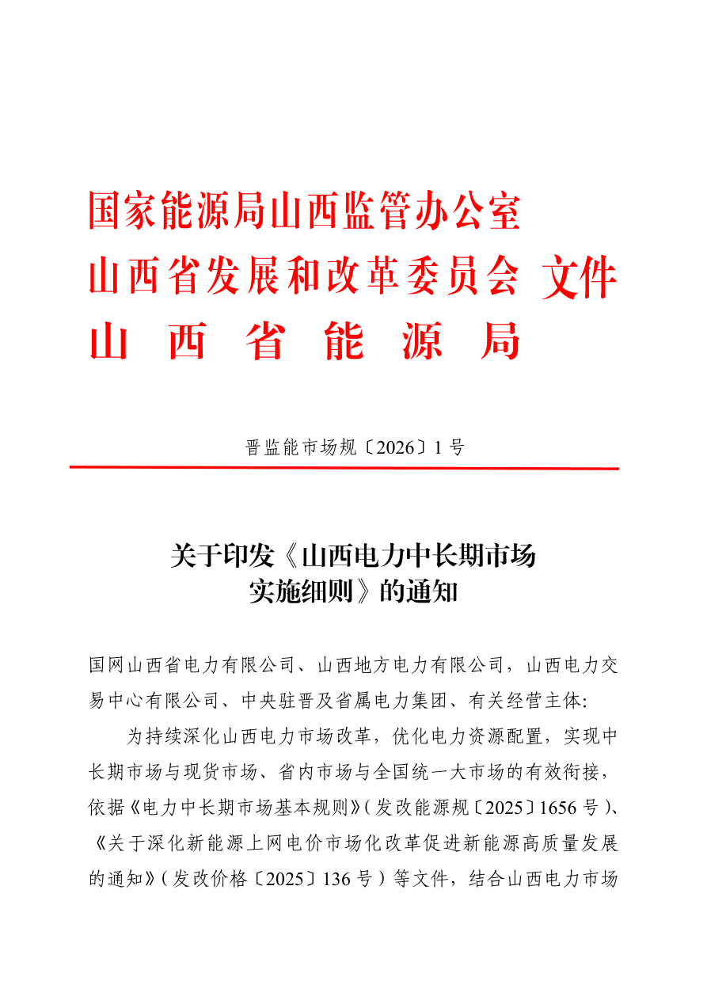 国家能源局山西监管办公室
山西省发展和改革委员会 文件
山西省能源局
晋监能市场规〔2026〕1 号
关于印发《山西电力中长期市场
实施细则》的通知
国网山西省电力有限公司、山西地方电力有限公司，山西电力交
易中心有限公司、中央驻晋及省属电力集团、有关经营主体：
为持续深化山西电力市场改革，优化电力资源配置，实现中
长期市场与现货市场、省内市场与全国统一大市场的有效衔接，
依据《电力中长期市场基本规则》（发改能源规〔2025〕1656 号）、
《关于深化新能源上网电价市场化改革促进新能源高质量发展
的通知》（发改价格〔2025〕136 号）等文件，结合山西电力市场